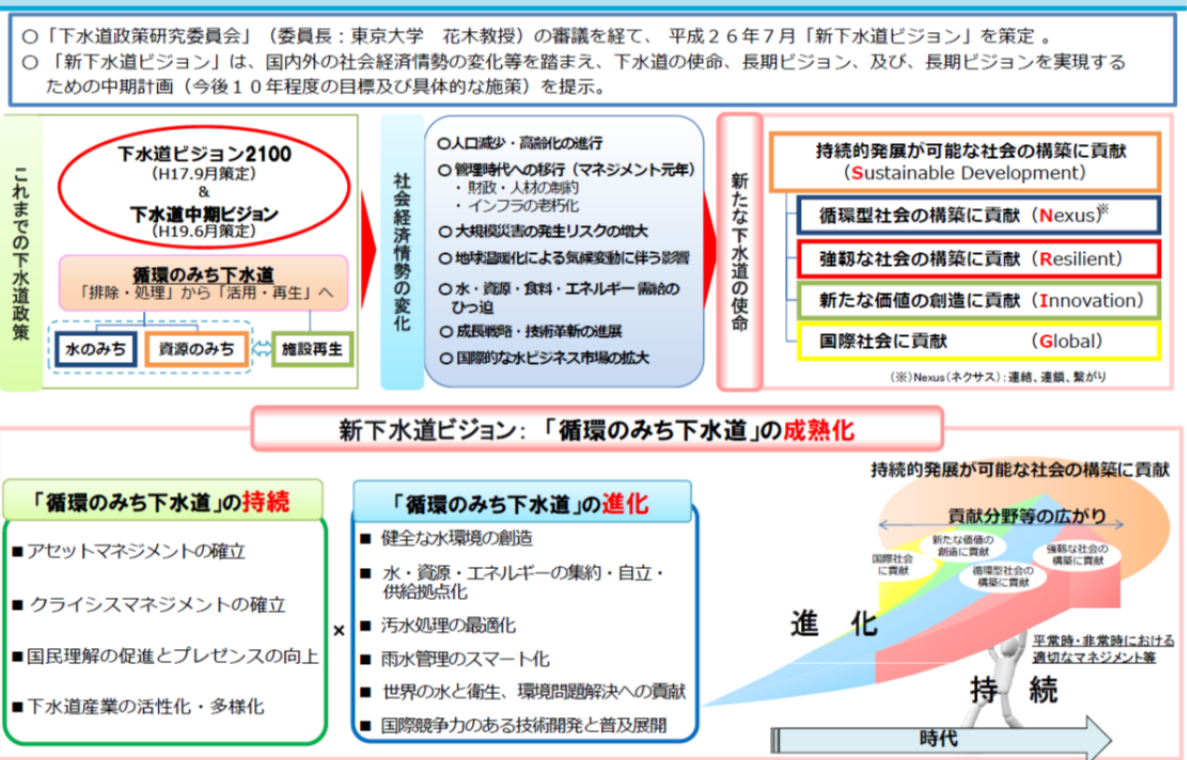 ○「下水道政策研究委員会」（委員長：東京大学　花木教授）の審議を経て、平成２６年７月「新下水道ビジョン」を策定 。
○「新下水道ビジョン」は、国内外の社会経済情勢の変化等を踏まえ、下水道の使命、長期ビジョン、及び、長期ビジョンを実現する
ための中期計画（今後１０年程度の目標及び具体的な施策）を提示。
これまでの下水道政策
下水道ビジョン2100
（H17.9月策定）
&
下水道中期ビジョン
（H19.6月策定）
循環のみち下水道
「排除・処理」から「活用・再生」へ
水のみち
資源のみち
施設再生
社会経済情勢の変化
○人口減少・高齢化の進行
○管理時代への移行（マネジメント元年）
・財政・人材の制約
・インフラの老朽化
○大規模災害の発生リスクの増大
○地球温暖化による気候変動に伴う影響
○水・資源・食料・エネルギー需給の
ひっ迫
○成長戦略・技術革新の進展
○国際的な水ビジネス市場の拡大
新たな下水道の使命
持続的発展が可能な社会の構築に貢献
（Sustainable Development）
循環型社会の構築に貢献（Nexus）※
強靱な社会の構築に貢献（Resilient）
新たな価値の創造に貢献（Innovation）
国際社会に貢献　（Global）
（※）Nexus（ネクサス）：連結、連鎖、繋がり
新下水道ビジョン：「循環のみち下水道」の成熟化
「循環のみち下水道」の持続
■アセットマネジメントの確立
■クライシスマネジメントの確立
■国民理解の促進とプレゼンスの向上
■下水道産業の活性化・多様化
×
「循環のみち下水道」の進化
■ 健全な水環境の創造
■ 水・資源・エネルギーの集約・自立・
供給拠点化
■ 汚水処理の最適化
■ 雨水管理のスマート化
■ 世界の水と衛生、環境問題解決への貢献
■ 国際競争力のある技術開発と普及展開
持続的発展が可能な社会の構築に貢献
貢献分野等の広がり
国際社会
に貢献
新たな価値の
創造に貢献
循環型社会の
構築に貢献
強靱な社会の
構築に貢献
進　化
平常時・非常時における
適切なマネジメント等
持　続
時代